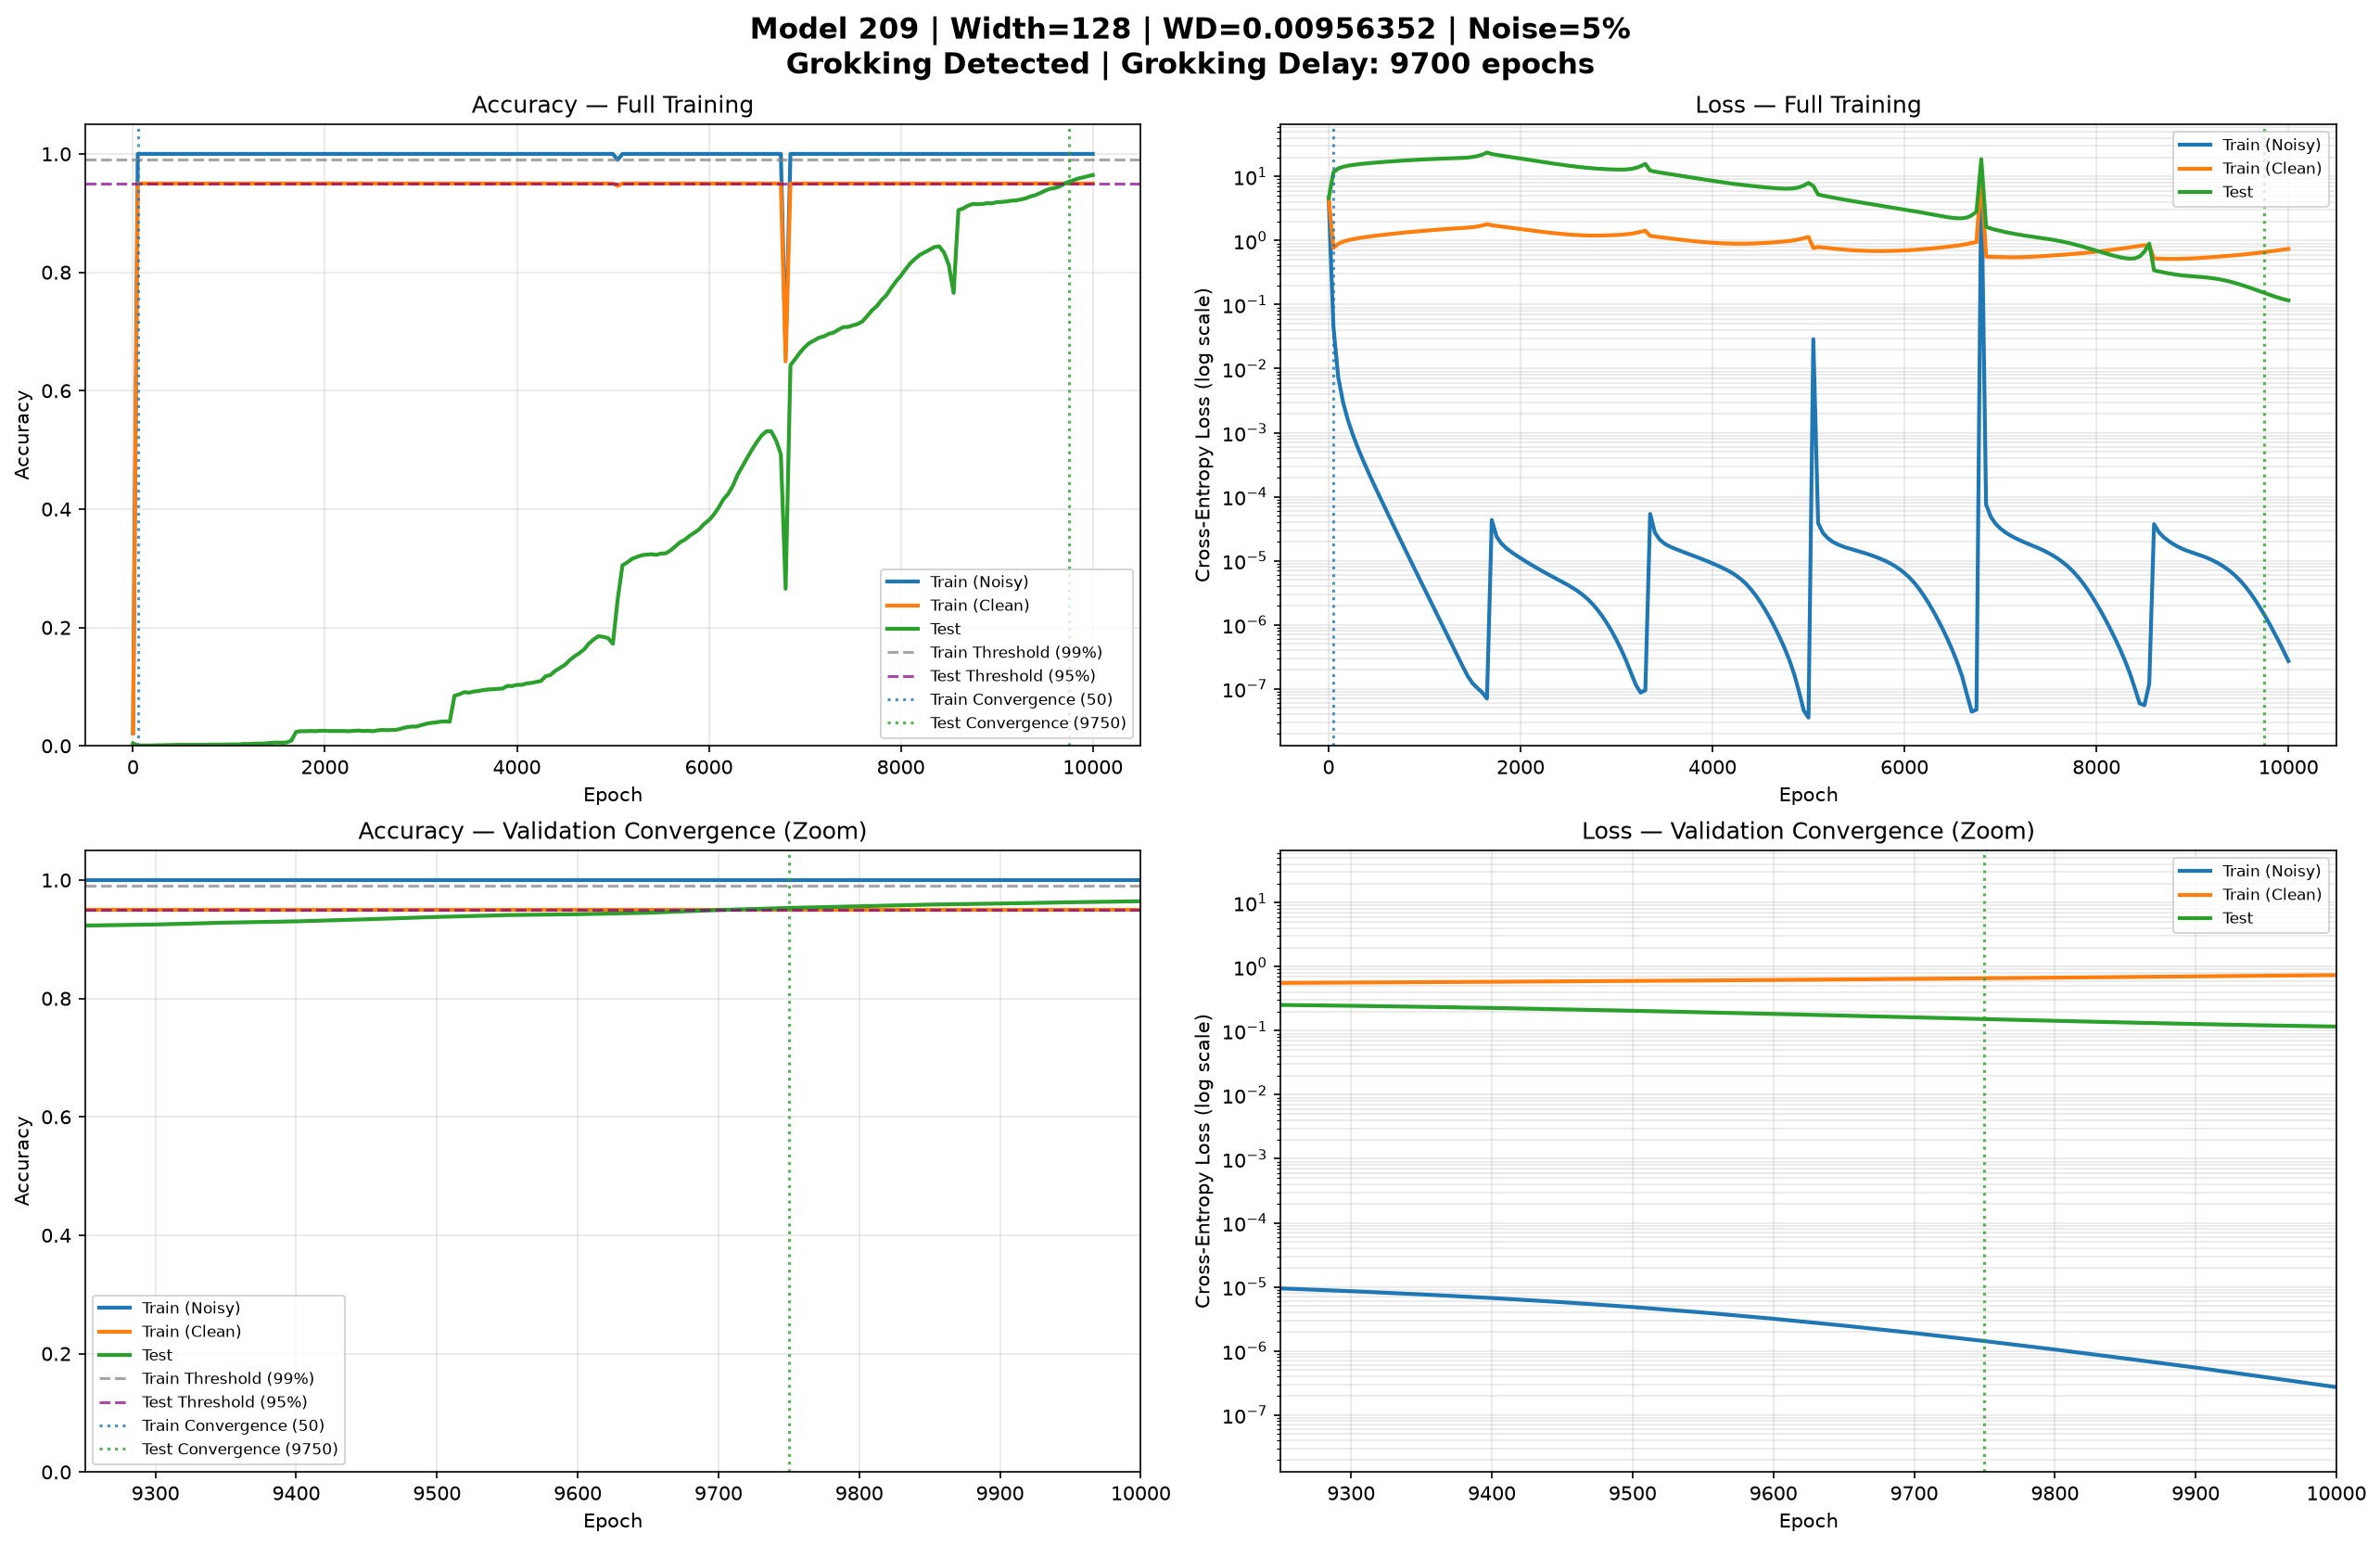 Model 209 | Width=128 | WD=0.00956352 | Noise=5%
Grokking Detected | Grokking Delay: 9700 epochs
Accuracy — Full Training
Accuracy
1.0
0.8
0.6
0.4
0.2
0.0
0 2000 4000 6000 8000 10000
Epoch
Train (Noisy)
Train (Clean)
Test
Train Threshold (99%)
Test Threshold (95%)
Train Convergence (50)
Test Convergence (9750)
Loss — Full Training
Cross-Entropy Loss (log scale)
10¹
10⁰
10⁻¹
10⁻²
10⁻³
10⁻⁴
10⁻⁵
10⁻⁶
10⁻⁷
0 2000 4000 6000 8000 10000
Epoch
Train (Noisy)
Train (Clean)
Test
Accuracy — Validation Convergence (Zoom)
Accuracy
1.0
0.8
0.6
0.4
0.2
0.0
9300 9400 9500 9600 9700 9800 9900 10000
Epoch
Train (Noisy)
Train (Clean)
Test
Train Threshold (99%)
Test Threshold (95%)
Train Convergence (50)
Test Convergence (9750)
Loss — Validation Convergence (Zoom)
Cross-Entropy Loss (log scale)
10¹
10⁰
10⁻¹
10⁻²
10⁻³
10⁻⁴
10⁻⁵
10⁻⁶
10⁻⁷
9300 9400 9500 9600 9700 9800 9900 10000
Epoch
Train (Noisy)
Train (Clean)
Test